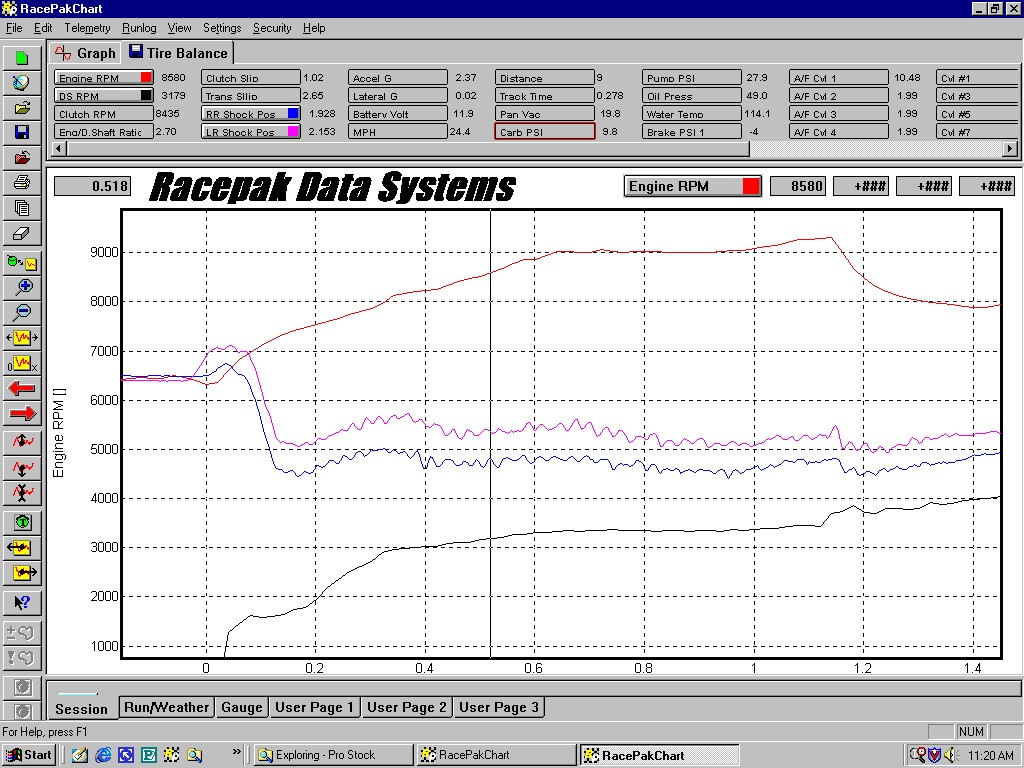 RacePakChart
File Edit Telemetry Runlog View Settings Security Help
Graph Tire Balance
Engine RPM 8580 Clutch Slip 1.02 Accel G 2.37 Distance 9 Pump PSI 27.9 A/F Cyl 1 10.48 Cyl #1
DS RPM 3179 Trans Sllip 2.65 Lateral G 0.02 Track Time 0.278 Oil Press 49.0 A/F Cyl 2 1.99 Cyl #3
Clutch RPM 8435 RR Shock Pos 1.928 Battery Volt 11.9 Pan Vac 19.8 Water Temp 114.1 A/F Cyl 3 1.99 Cyl #5
Eng/D.Shaft Ratic 2.70 LR Shock Pos 2.153 MPH 24.4 Carb PSI 9.8 Brake PSI 1 -4 A/F Cyl 4 1.99 Cyl #7
0.518 Racepak Data Systems Engine RPM 8580 +### +### +###
9000
8000
7000
6000
5000
4000
3000
2000
1000
Engine RPM []
0 0.2 0.4 0.6 0.8 1 1.2 1.4
Session Run/Weather Gauge User Page 1 User Page 2 User Page 3
For Help, press F1 NUM
Start » Exploring - Pro Stock RacePakChart RacePakChart 11:20 AM